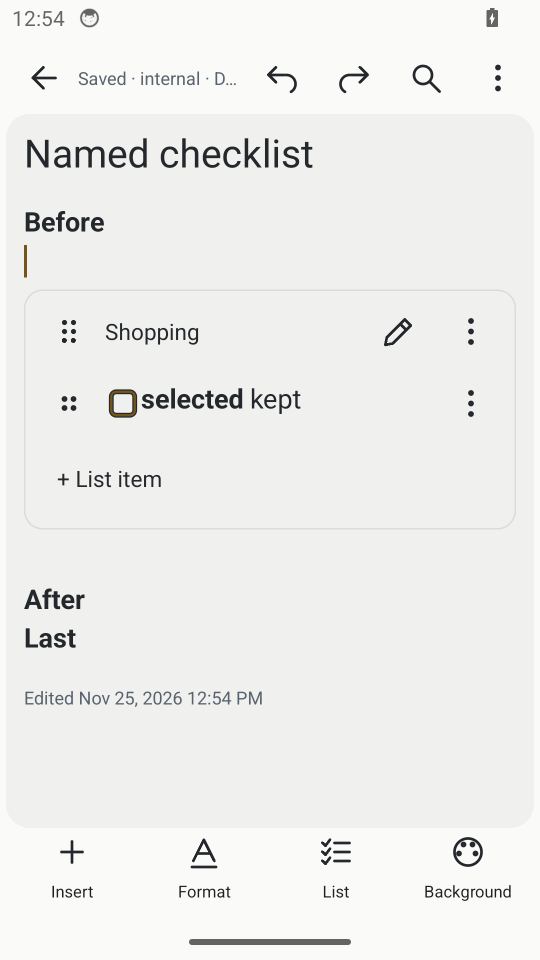 12:54
Saved · internal · D...
Named checklist
Before
Shopping
selected kept
+ List item
After
Last
Edited Nov 25, 2026 12:54 PM
Insert
Format
List
Background